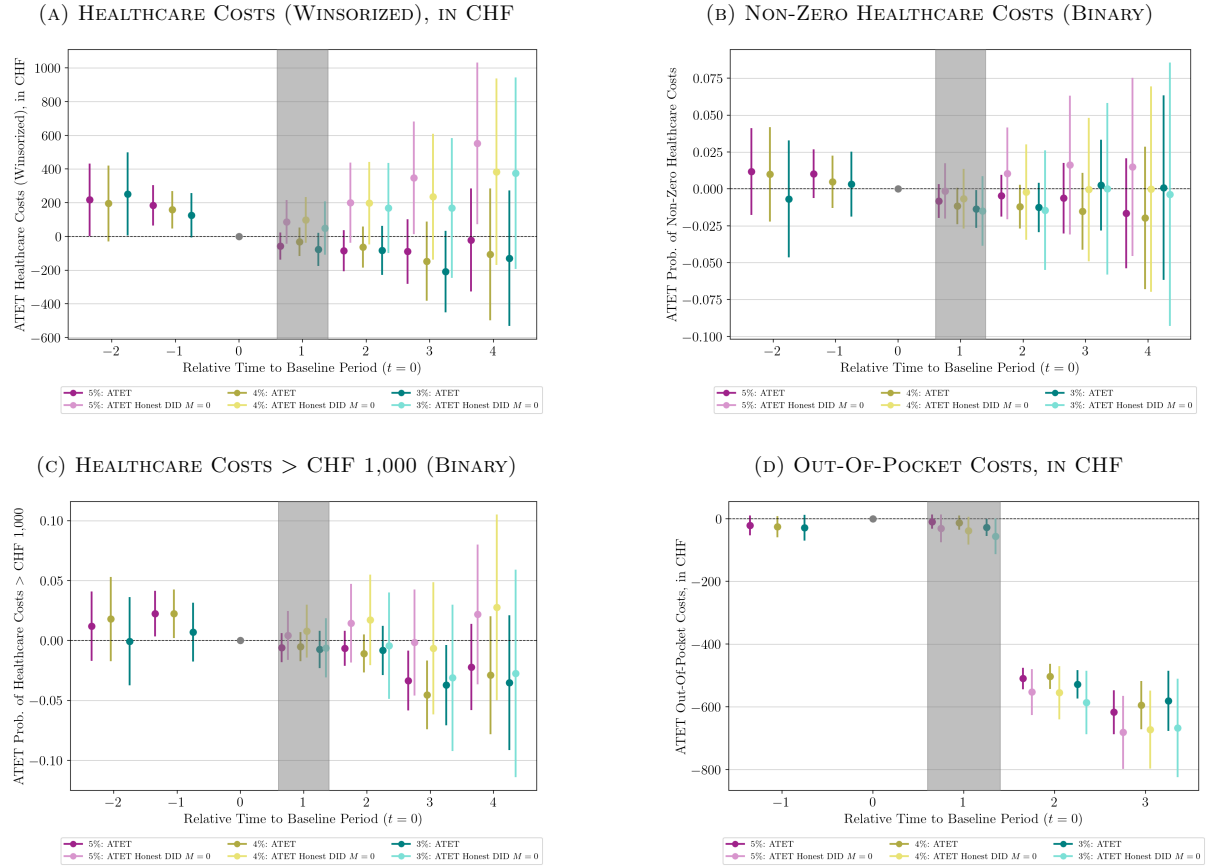 (A) HEALTHCARE COSTS (WINSORIZED), IN CHF
ATET Healthcare Costs (Winsorized), in CHF
1000
800
600
400
200
0
−200
−400
−600
−2 −1 0 1 2 3 4
Relative Time to Baseline Period (t = 0)
5%: ATET 4%: ATET 3%: ATET
5%: ATET Honest DID M = 0 4%: ATET Honest DID M = 0 3%: ATET Honest DID M = 0
(B) NON-ZERO HEALTHCARE COSTS (BINARY)
ATET Prob. of Non-Zero Healthcare Costs
0.075
0.050
0.025
0.000
−0.025
−0.050
−0.075
−0.100
−2 −1 0 1 2 3 4
Relative Time to Baseline Period (t = 0)
5%: ATET 4%: ATET 3%: ATET
5%: ATET Honest DID M = 0 4%: ATET Honest DID M = 0 3%: ATET Honest DID M = 0
(C) HEALTHCARE COSTS > CHF 1,000 (BINARY)
ATET Prob. of Healthcare Costs > CHF 1,000
0.10
0.05
0.00
−0.05
−0.10
−2 −1 0 1 2 3 4
Relative Time to Baseline Period (t = 0)
5%: ATET 4%: ATET 3%: ATET
5%: ATET Honest DID M = 0 4%: ATET Honest DID M = 0 3%: ATET Honest DID M = 0
(D) OUT-OF-POCKET COSTS, IN CHF
ATET Out-Of-Pocket Costs, in CHF
0
−200
−400
−600
−800
−1 0 1 2 3
Relative Time to Baseline Period (t = 0)
5%: ATET 4%: ATET 3%: ATET
5%: ATET Honest DID M = 0 4%: ATET Honest DID M = 0 3%: ATET Honest DID M = 0